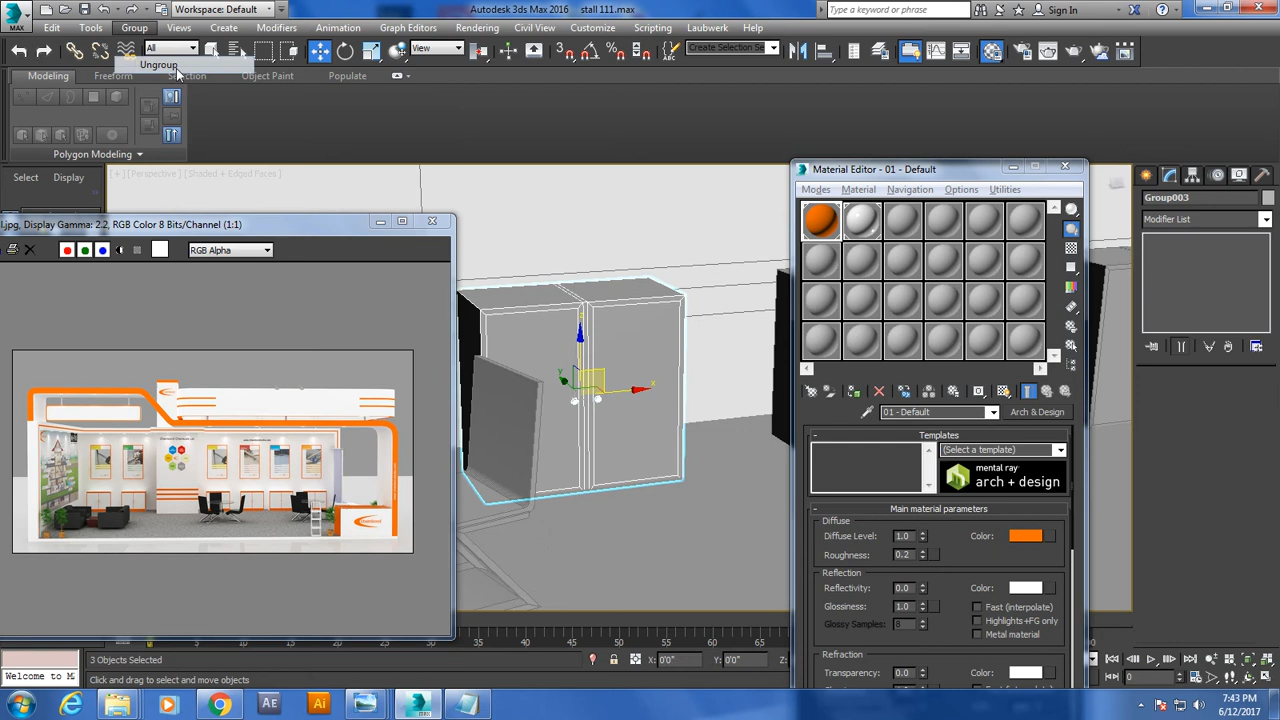 Workspace: Default
Autodesk 3ds Max 2016
stall 111.max
Type a keyword or phrase
Sign In
MAX
Edit
Tools
Group
Views
Create
Modifiers
Animation
Graph Editors
Rendering
Civil View
Customize
Scripting
Laubwerk
Help
All
View
Create Selection Se
Ungroup
Modeling
Freeform
Selection
Object Paint
Populate
Polygon Modeling
Select
Display
[+] [Perspective] [Shaded + Edged Faces]
l.jpg, Display Gamma: 2.2, RGB Color 8 Bits/Channel (1:1)
RGB Alpha
z
y
x
Material Editor - 01 - Default
Modes
Material
Navigation
Options
Utilities
01 - Default
Arch & Design
Templates
(Select a template)
mental ray
arch + design
Main material parameters
Diffuse
Diffuse Level: 1.0
Color:
Roughness: 0.2
Reflection
Reflectivity: 0.0
Color:
Glossiness: 1.0
Fast (interpolate)
Glossy Samples: 8
Highlights+FG only
Metal material
Refraction
Transparency: 0.0
Color:
Group003
Modifier List
35
40
45
50
55
60
65
90
3 Objects Selected
X: 0'0"
Y: 0'0"
Z:
Welcome to M
Click and drag to select and move objects
0
Ae
Ai
7:43 PM
6/12/2017